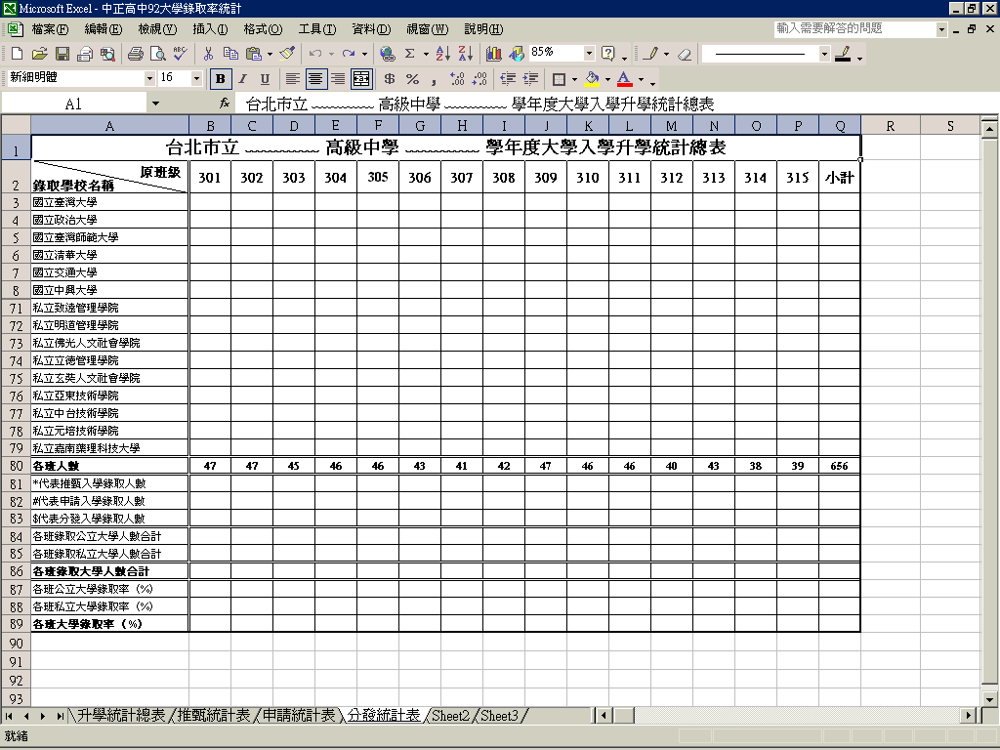 Microsoft Excel - 中正高中92大學錄取率統計
檔案(F) 編輯(E) 檢視(V) 插入(I) 格式(O) 工具(T) 資料(D) 視窗(W) 說明(H) 輸入需要解答的問題
85%
新細明體 16 B I U $ % ,
A1 fx 台北市立 ﹏﹏﹏﹏﹏ 高級中學 ﹏﹏﹏﹏﹏ 學年度大學入學升學統計總表
A B C D E F G H I J K L M N O P Q R S
1 台北市立 ﹏﹏﹏﹏﹏ 高級中學 ﹏﹏﹏﹏﹏ 學年度大學入學升學統計總表
原班級
2 錄取學校名稱 301 302 303 304 305 306 307 308 309 310 311 312 313 314 315 小計
3 國立臺灣大學
4 國立政治大學
5 國立臺灣師範大學
6 國立清華大學
7 國立交通大學
8 國立中興大學
71 私立致遠管理學院
72 私立明道管理學院
73 私立佛光人文社會學院
74 私立立德管理學院
75 私立玄奘人文社會學院
76 私立亞東技術學院
77 私立中台技術學院
78 私立元培技術學院
79 私立嘉南藥理科技大學
80 各班人數 47 47 45 46 46 43 41 42 47 46 46 40 43 38 39 656
81 *代表推甄入學錄取人數
82 #代表申請入學錄取人數
83 $代表分發入學錄取人數
84 各班錄取公立大學人數合計
85 各班錄取私立大學人數合計
86 各班錄取大學人數合計
87 各班公立大學錄取率（%）
88 各班私立大學錄取率（%）
89 各班大學錄取率（%）
90
91
92
93
升學統計總表 推甄統計表 申請統計表 分發統計表 Sheet2 Sheet3
就緒